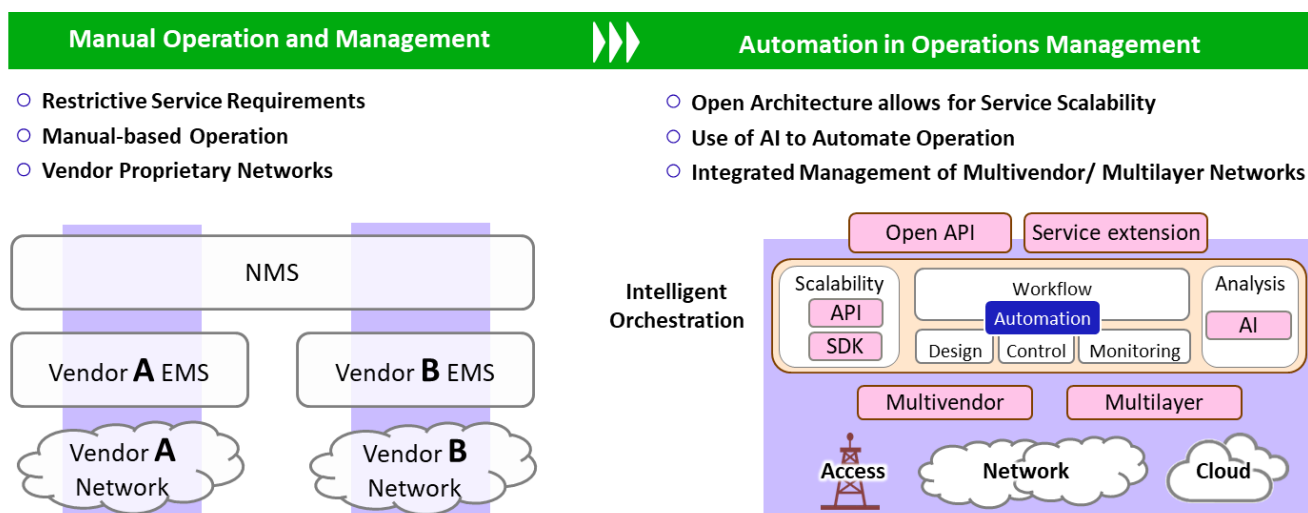 Manual Operation and Management
Automation in Operations Management
Restrictive Service Requirements
Manual-based Operation
Vendor Proprietary Networks
Open Architecture allows for Service Scalability
Use of AI to Automate Operation
Integrated Management of Multivendor/ Multilayer Networks
NMS
Vendor A EMS
Vendor B EMS
Vendor A
Network
Vendor B
Network
Intelligent
Orchestration
Open API
Service extension
Scalability
API
SDK
Workflow
Automation
Design
Control
Monitoring
Analysis
AI
Multivendor
Multilayer
Access
Network
Cloud